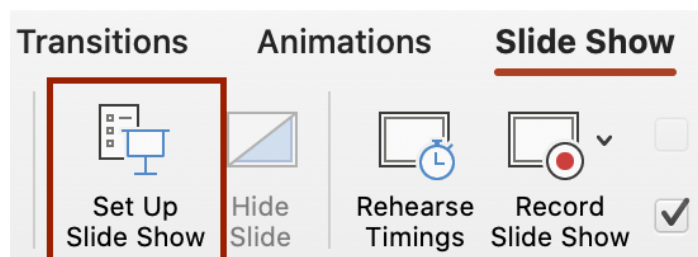 Transitions Animations Slide Show
Set Up Hide Rehearse Record
Slide Show Slide Timings Slide Show